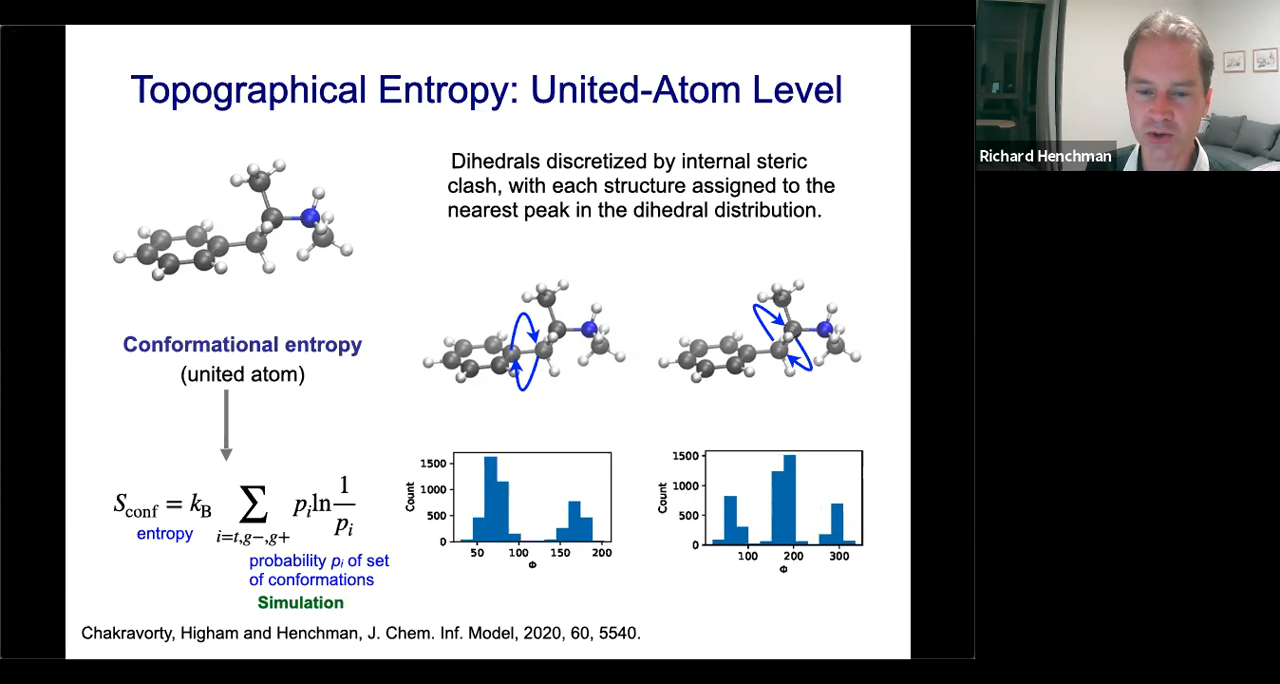 Topographical Entropy: United-Atom Level
Dihedrals discretized by internal steric
clash, with each structure assigned to the
nearest peak in the dihedral distribution.
Conformational entropy
(united atom)
S_conf = k_B ∑ p_i ln 1/p_i
i=t,g−,g+
entropy
probability p_i of set
of conformations
Simulation
Count
1500
1000
500
0
50 100 150 200
Φ
Count
1500
1000
500
0
100 200 300
Φ
Chakravorty, Higham and Henchman, J. Chem. Inf. Model, 2020, 60, 5540.
Richard Henchman